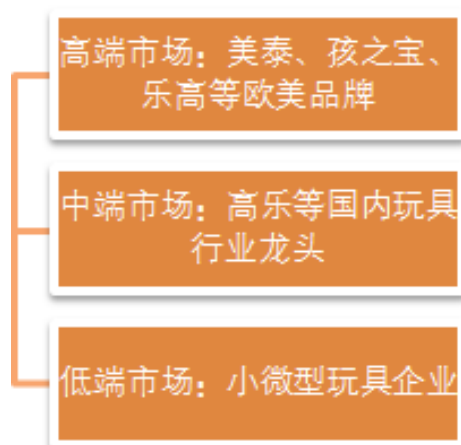 高端市场：美泰、孩之宝、
乐高等欧美品牌
中端市场：高乐等国内玩具
行业龙头
低端市场：小微型玩具企业